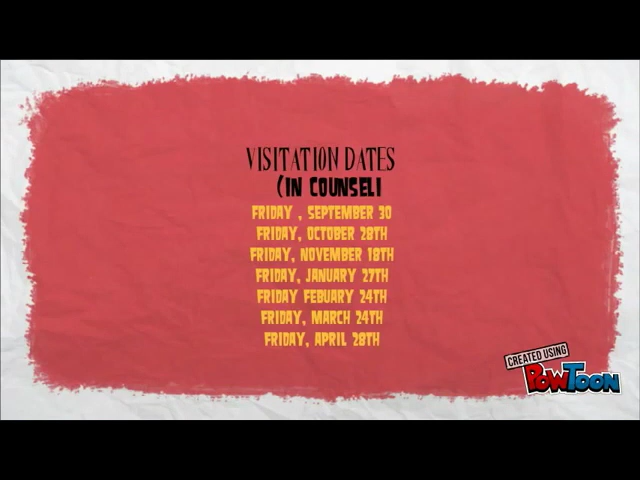 VISITATION DATES
(IN COUNSELI
FRIDAY , SEPTEMBER 30
FRIDAY, OCTOBER 28TH
FRIDAY, NOVEMBER 18TH
FRIDAY, JANUARY 27TH
FRIDAY FEBUARY 24TH
FRIDAY, MARCH 24TH
FRIDAY, APRIL 28TH
CREATED USING
POWTOON